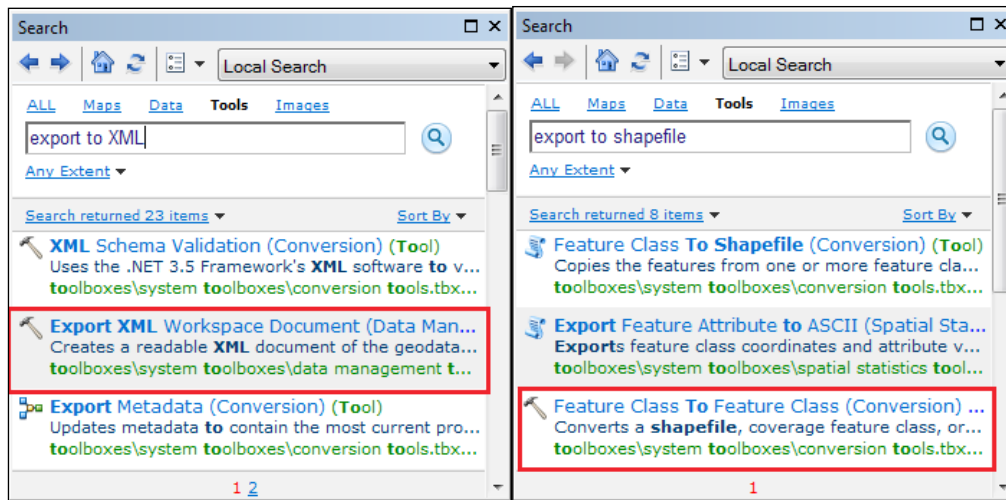 Search
Local Search
ALL Maps Data Tools Images
export to XML
Any Extent
Search returned 23 items Sort By
XML Schema Validation (Conversion) (Tool)
Uses the .NET 3.5 Framework's XML software to v...
toolboxes\system toolboxes\conversion tools.tbx...
Export XML Workspace Document (Data Man...
Creates a readable XML document of the geodata...
toolboxes\system toolboxes\data management t...
Export Metadata (Conversion) (Tool)
Updates metadata to contain the most current pro...
toolboxes\system toolboxes\conversion tools.tbx...
1 2
Search
Local Search
ALL Maps Data Tools Images
export to shapefile
Any Extent
Search returned 8 items Sort By
Feature Class To Shapefile (Conversion) (Tool)
Copies the features from one or more feature cla...
toolboxes\system toolboxes\conversion tools.tbx...
Export Feature Attribute to ASCII (Spatial Sta...
Exports feature class coordinates and attribute v...
toolboxes\system toolboxes\spatial statistics tool...
Feature Class To Feature Class (Conversion) ...
Converts a shapefile, coverage feature class, or...
toolboxes\system toolboxes\conversion tools.tbx...
1